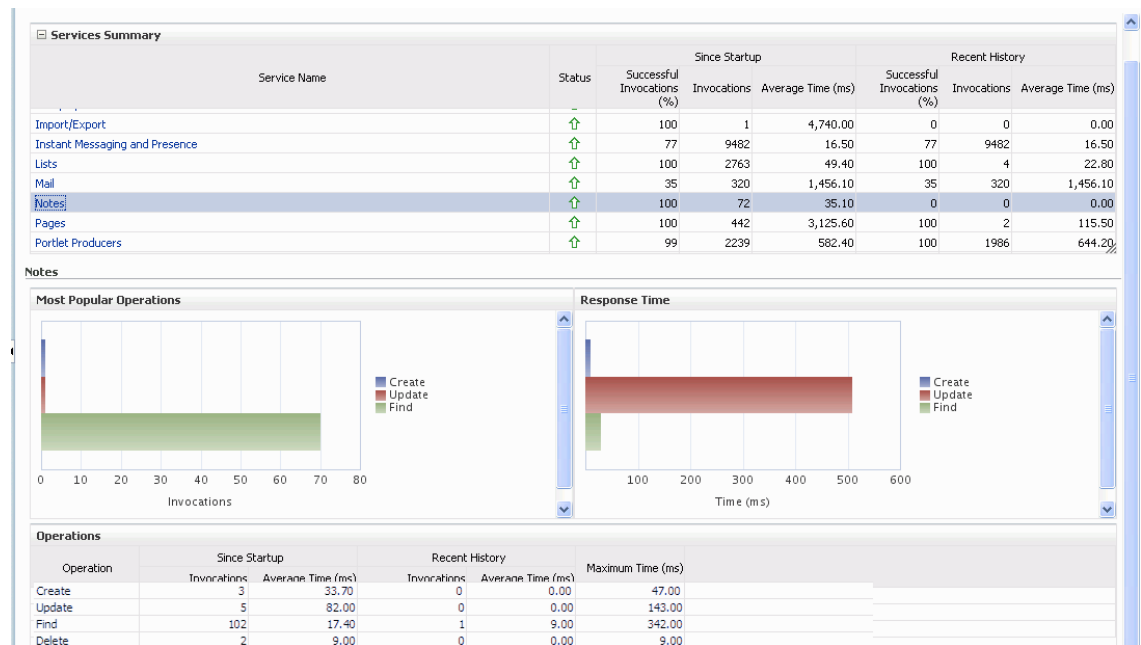 Services Summary
Service Name Status Since Startup Recent History
Successful Invocations (%) Invocations Average Time (ms) Successful Invocations (%) Invocations Average Time (ms)
Import/Export 100 1 4,740.00 0 0 0.00
Instant Messaging and Presence 77 9482 16.50 77 9482 16.50
Lists 100 2763 49.40 100 4 22.80
Mail 35 320 1,456.10 35 320 1,456.10
Notes 100 72 35.10 0 0 0.00
Pages 100 442 3,125.60 100 2 115.50
Portlet Producers 99 2239 582.40 100 1986 644.20
Notes
Most Popular Operations
Create
Update
Find
0 10 20 30 40 50 60 70 80
Invocations
Response Time
Create
Update
Find
100 200 300 400 500 600
Time (ms)
Operations
Operation Since Startup Recent History Maximum Time (ms)
Invocations Average Time (ms) Invocations Average Time (ms)
Create 3 33.70 0 0.00 47.00
Update 5 82.00 0 0.00 143.00
Find 102 17.40 1 9.00 342.00
Delete 2 9.00 0 0.00 9.00